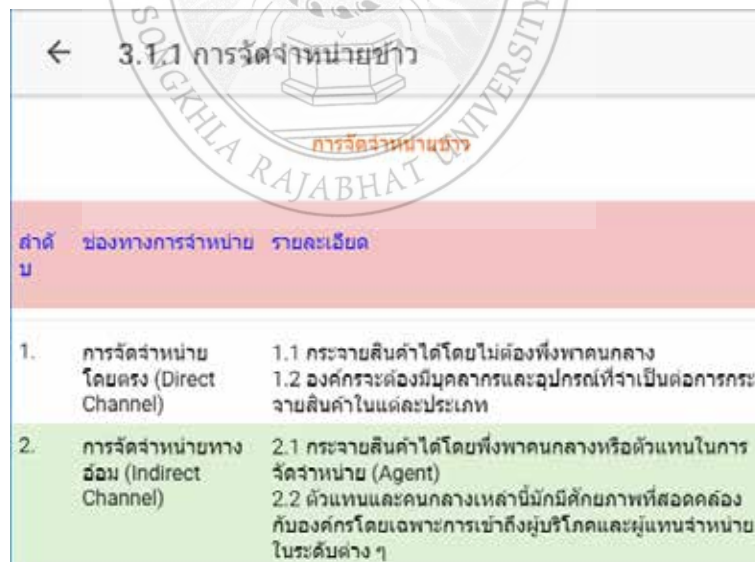 SONGKHLA RAJABHAT UNIVERSITY
← 3.1.1 การจัดจำหน่ายข้าว
การจัดจำหน่ายข้าว
ลำดั ช่องทางการจำหน่าย รายละเอียด
บ
1. การจัดจำหน่าย 1.1 กระจายสินค้าได้โดยไม่ต้องพึ่งพาคนกลาง
โดยตรง (Direct 1.2 องค์กรจะต้องมีบุคลากรและอุปกรณ์ที่จำเป็นต่อการกระ
Channel) จายสินค้าในแต่ละประเภท
2. การจัดจำหน่ายทาง 2.1 กระจายสินค้าได้โดยพึ่งพาคนกลางหรือตัวแทนในการ
อ้อม (Indirect จัดจำหน่าย (Agent)
Channel) 2.2 ตัวแทนและคนกลางเหล่านี้มักมีศักยภาพที่สอดคล้อง
กับองค์กรโดยเฉพาะการเข้าถึงผู้บริโภคและผู้แทนจำหน่าย
ในระดับต่าง ๆ